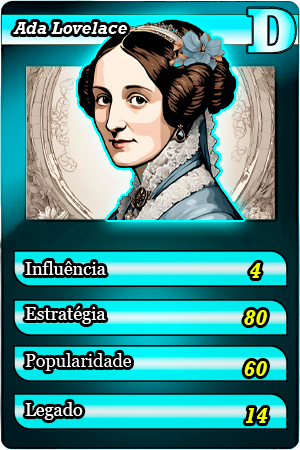 Ada Lovelace D
Influência 4
Estratégia 80
Popularidade 60
Legado 14